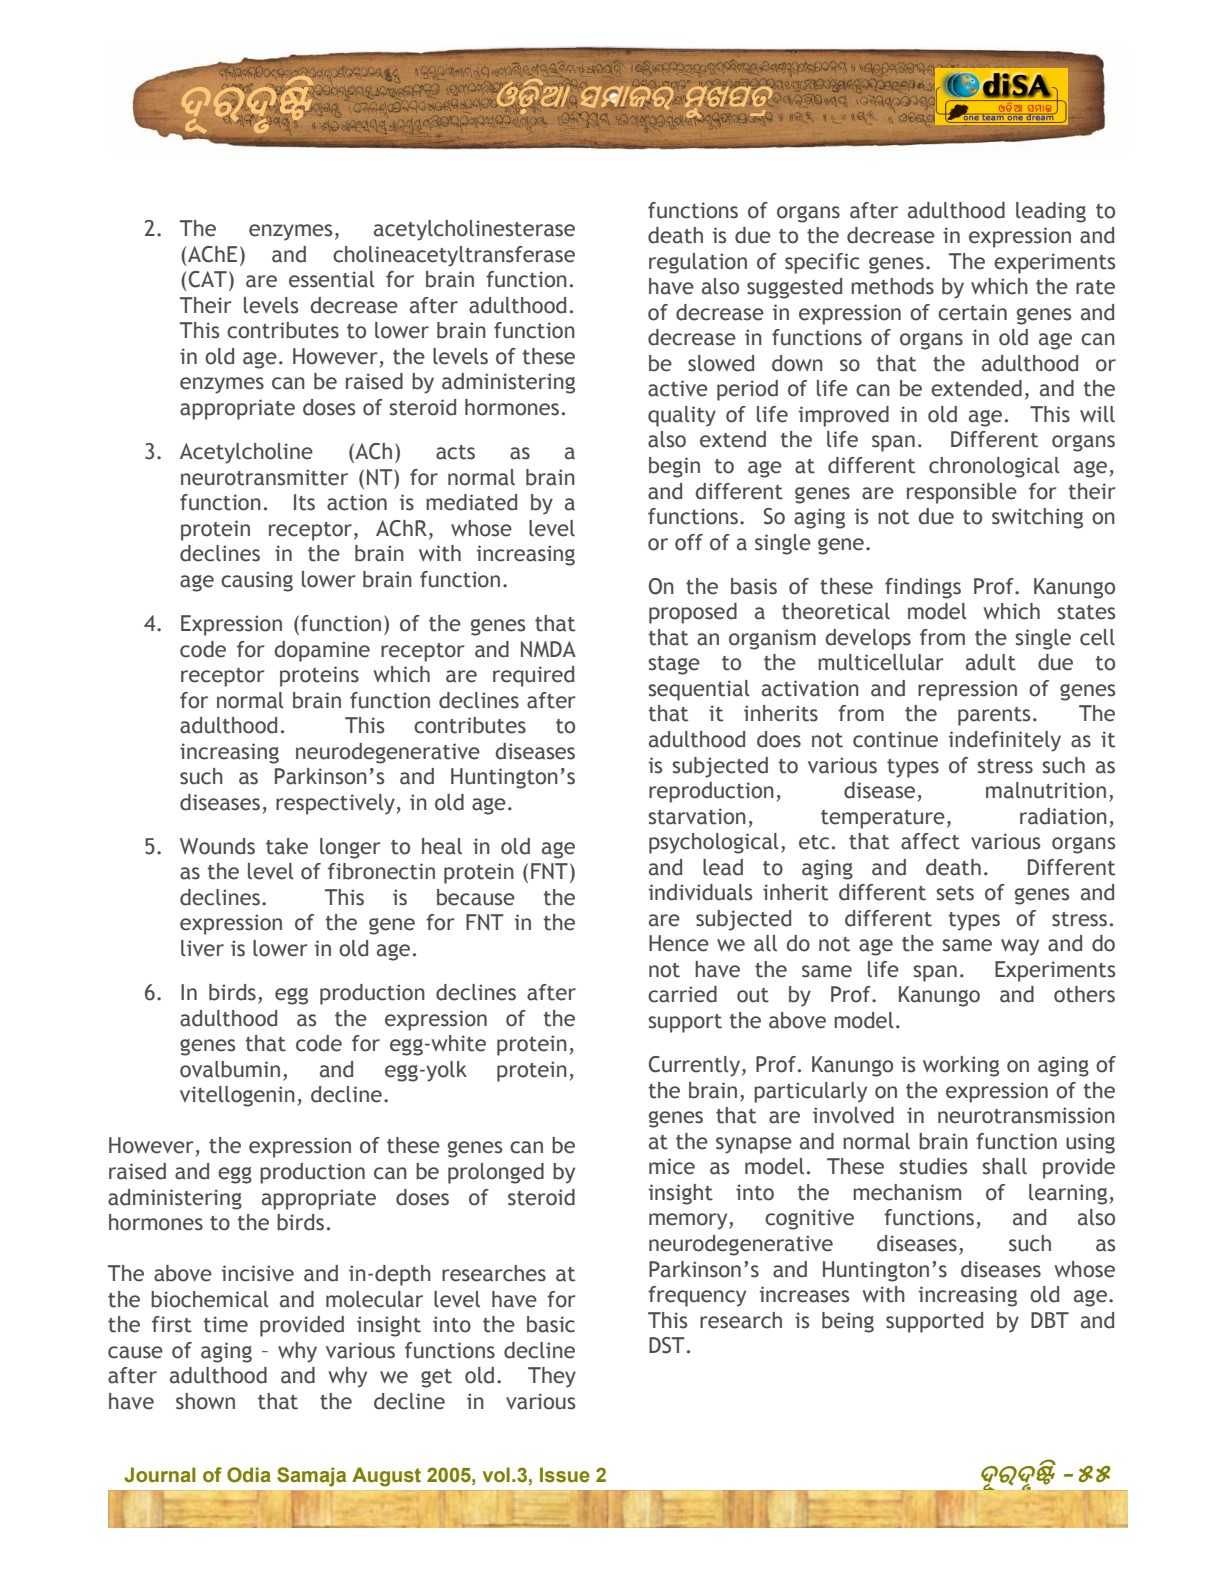 ଦୂରଦୃଷ୍ଟି
ଓଡିଆ ସମାଜର ମୁଖପତ୍ର
OdiSA
ଓଡିଆ ସମାଜ
one team one dream
2. The enzymes, acetylcholinesterase
(AChE) and cholineacetyltransferase
(CAT) are essential for brain function.
Their levels decrease after adulthood.
This contributes to lower brain function
in old age. However, the levels of these
enzymes can be raised by administering
appropriate doses of steroid hormones.
3. Acetylcholine (ACh) acts as a
neurotransmitter (NT) for normal brain
function. Its action is mediated by a
protein receptor, AChR, whose level
declines in the brain with increasing
age causing lower brain function.
4. Expression (function) of the genes that
code for dopamine receptor and NMDA
receptor proteins which are required
for normal brain function declines after
adulthood. This contributes to
increasing neurodegenerative diseases
such as Parkinson’s and Huntington’s
diseases, respectively, in old age.
5. Wounds take longer to heal in old age
as the level of fibronectin protein (FNT)
declines. This is because the
expression of the gene for FNT in the
liver is lower in old age.
6. In birds, egg production declines after
adulthood as the expression of the
genes that code for egg-white protein,
ovalbumin, and egg-yolk protein,
vitellogenin, decline.
However, the expression of these genes can be
raised and egg production can be prolonged by
administering appropriate doses of steroid
hormones to the birds.
The above incisive and in-depth researches at
the biochemical and molecular level have for
the first time provided insight into the basic
cause of aging – why various functions decline
after adulthood and why we get old. They
have shown that the decline in various
functions of organs after adulthood leading to
death is due to the decrease in expression and
regulation of specific genes. The experiments
have also suggested methods by which the rate
of decrease in expression of certain genes and
decrease in functions of organs in old age can
be slowed down so that the adulthood or
active period of life can be extended, and the
quality of life improved in old age. This will
also extend the life span. Different organs
begin to age at different chronological age,
and different genes are responsible for their
functions. So aging is not due to switching on
or off of a single gene.
On the basis of these findings Prof. Kanungo
proposed a theoretical model which states
that an organism develops from the single cell
stage to the multicellular adult due to
sequential activation and repression of genes
that it inherits from the parents. The
adulthood does not continue indefinitely as it
is subjected to various types of stress such as
reproduction, disease, malnutrition,
starvation, temperature, radiation,
psychological, etc. that affect various organs
and lead to aging and death. Different
individuals inherit different sets of genes and
are subjected to different types of stress.
Hence we all do not age the same way and do
not have the same life span. Experiments
carried out by Prof. Kanungo and others
support the above model.
Currently, Prof. Kanungo is working on aging of
the brain, particularly on the expression of the
genes that are involved in neurotransmission
at the synapse and normal brain function using
mice as model. These studies shall provide
insight into the mechanism of learning,
memory, cognitive functions, and also
neurodegenerative diseases, such as
Parkinson’s and Huntington’s diseases whose
frequency increases with increasing old age.
This research is being supported by DBT and
DST.
Journal of Odia Samaja August 2005, vol.3, Issue 2
ଦୂରଦୃଷ୍ଟି - ୫୫